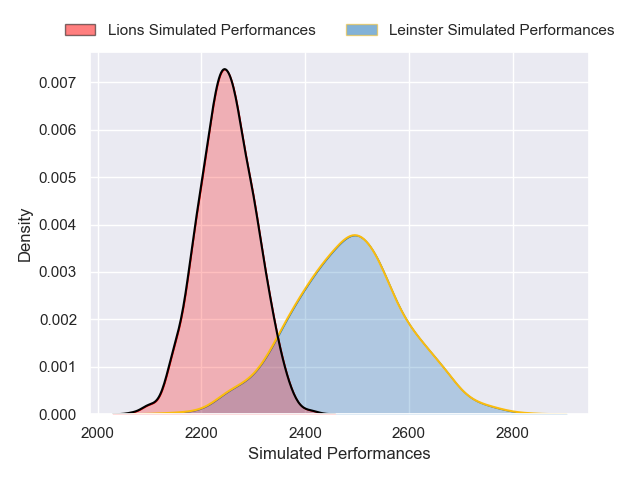 Lions Simulated Performances Leinster Simulated Performances
0.007
0.006
0.005
0.004
0.003
0.002
0.001
0.000
Density
2000 2200 2400 2600 2800
Simulated Performances